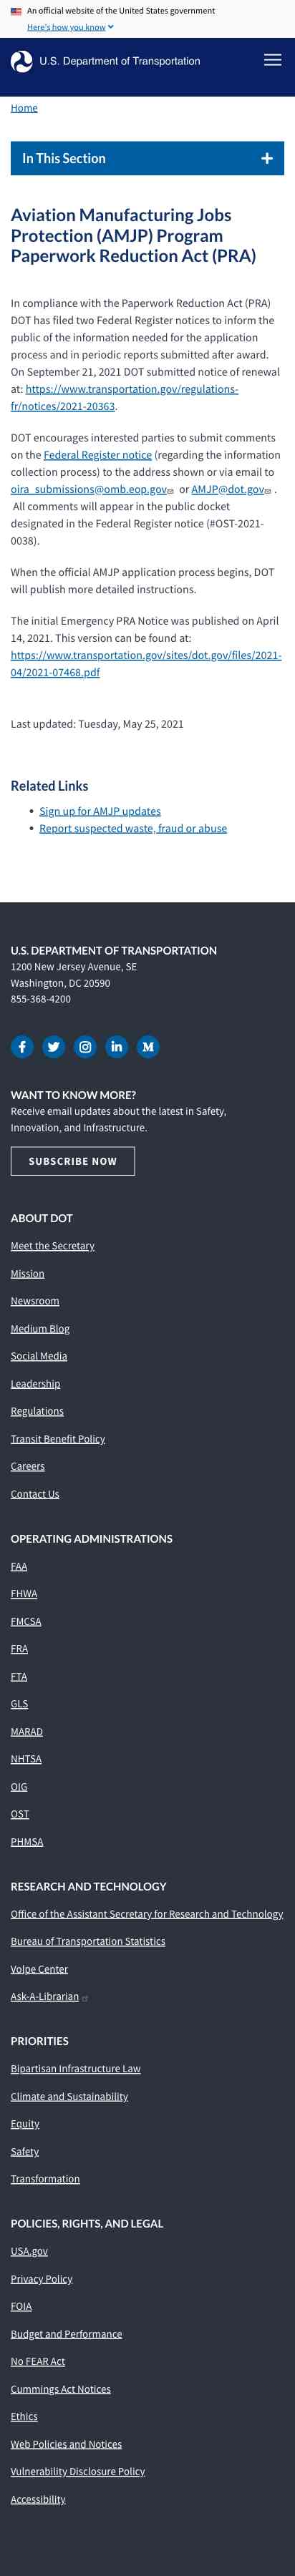 An official website of the United States government
Here's how you know
U.S. Department of Transportation
Home
In This Section
Aviation Manufacturing Jobs
Protection (AMJP) Program
Paperwork Reduction Act (PRA)
In compliance with the Paperwork Reduction Act (PRA)
DOT has filed two Federal Register notices to inform the
public of the information needed for the application
process and in periodic reports submitted after award.
On September 21, 2021 DOT submitted notice of renewal
at: https://www.transportation.gov/regulations-
fr/notices/2021-20363.
DOT encourages interested parties to submit comments
on the Federal Register notice (regarding the information
collection process) to the address shown or via email to
oira_submissions@omb.eop.gov or AMJP@dot.gov .
All comments will appear in the public docket
designated in the Federal Register notice (#OST-2021-
0038).
When the official AMJP application process begins, DOT
will publish more detailed instructions.
The initial Emergency PRA Notice was published on April
14, 2021. This version can be found at:
https://www.transportation.gov/sites/dot.gov/files/2021-
04/2021-07468.pdf
Last updated: Tuesday, May 25, 2021
Related Links
Sign up for AMJP updates
Report suspected waste, fraud or abuse
U.S. DEPARTMENT OF TRANSPORTATION
1200 New Jersey Avenue, SE
Washington, DC 20590
855-368-4200
WANT TO KNOW MORE?
Receive email updates about the latest in Safety,
Innovation, and Infrastructure.
SUBSCRIBE NOW
ABOUT DOT
Meet the Secretary
Mission
Newsroom
Medium Blog
Social Media
Leadership
Regulations
Transit Benefit Policy
Careers
Contact Us
OPERATING ADMINISTRATIONS
FAA
FHWA
FMCSA
FRA
FTA
GLS
MARAD
NHTSA
OIG
OST
PHMSA
RESEARCH AND TECHNOLOGY
Office of the Assistant Secretary for Research and Technology
Bureau of Transportation Statistics
Volpe Center
Ask-A-Librarian
PRIORITIES
Bipartisan Infrastructure Law
Climate and Sustainability
Equity
Safety
Transformation
POLICIES, RIGHTS, AND LEGAL
USA.gov
Privacy Policy
FOIA
Budget and Performance
No FEAR Act
Cummings Act Notices
Ethics
Web Policies and Notices
Vulnerability Disclosure Policy
Accessibility